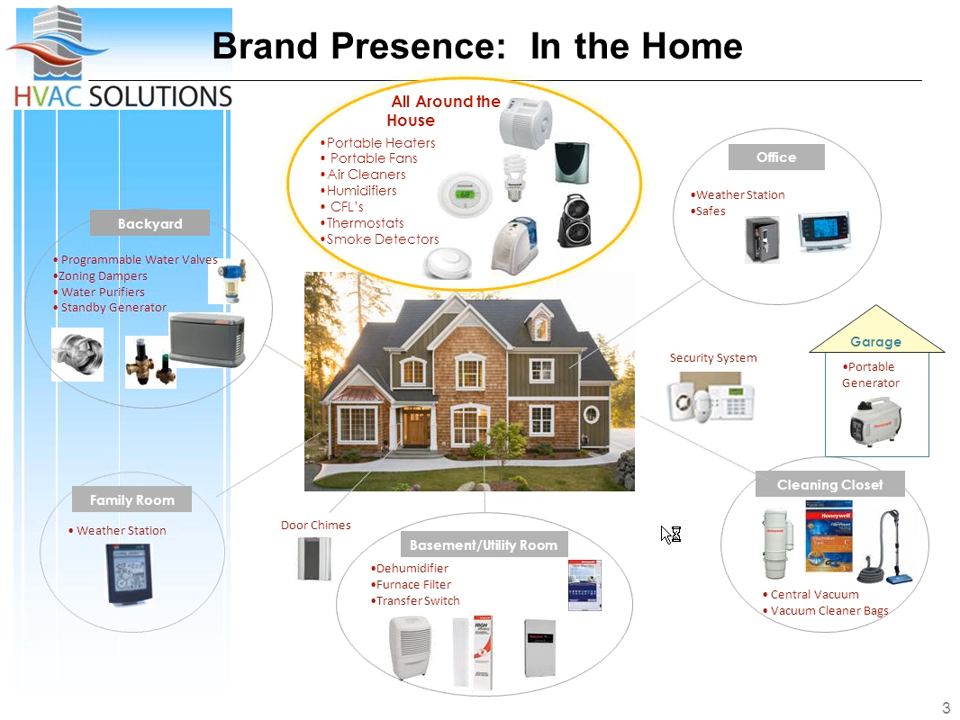 Brand Presence: In the Home
HVAC SOLUTIONS
All Around the
House
•Portable Heaters
• Portable Fans
•Air Cleaners
•Humidifiers
• CFL's
•Thermostats
•Smoke Detectors
Office
•Weather Station
•Safes
Backyard
• Programmable Water Valves
•Zoning Dampers
• Water Purifiers
• Standby Generator
Garage
•Portable
Generator
Security System
Family Room
• Weather Station
Door Chimes
Basement/Utility Room
•Dehumidifier
•Furnace Filter
•Transfer Switch
HIGH
Cleaning Closet
Honeywell
• Central Vacuum
• Vacuum Cleaner Bags
3